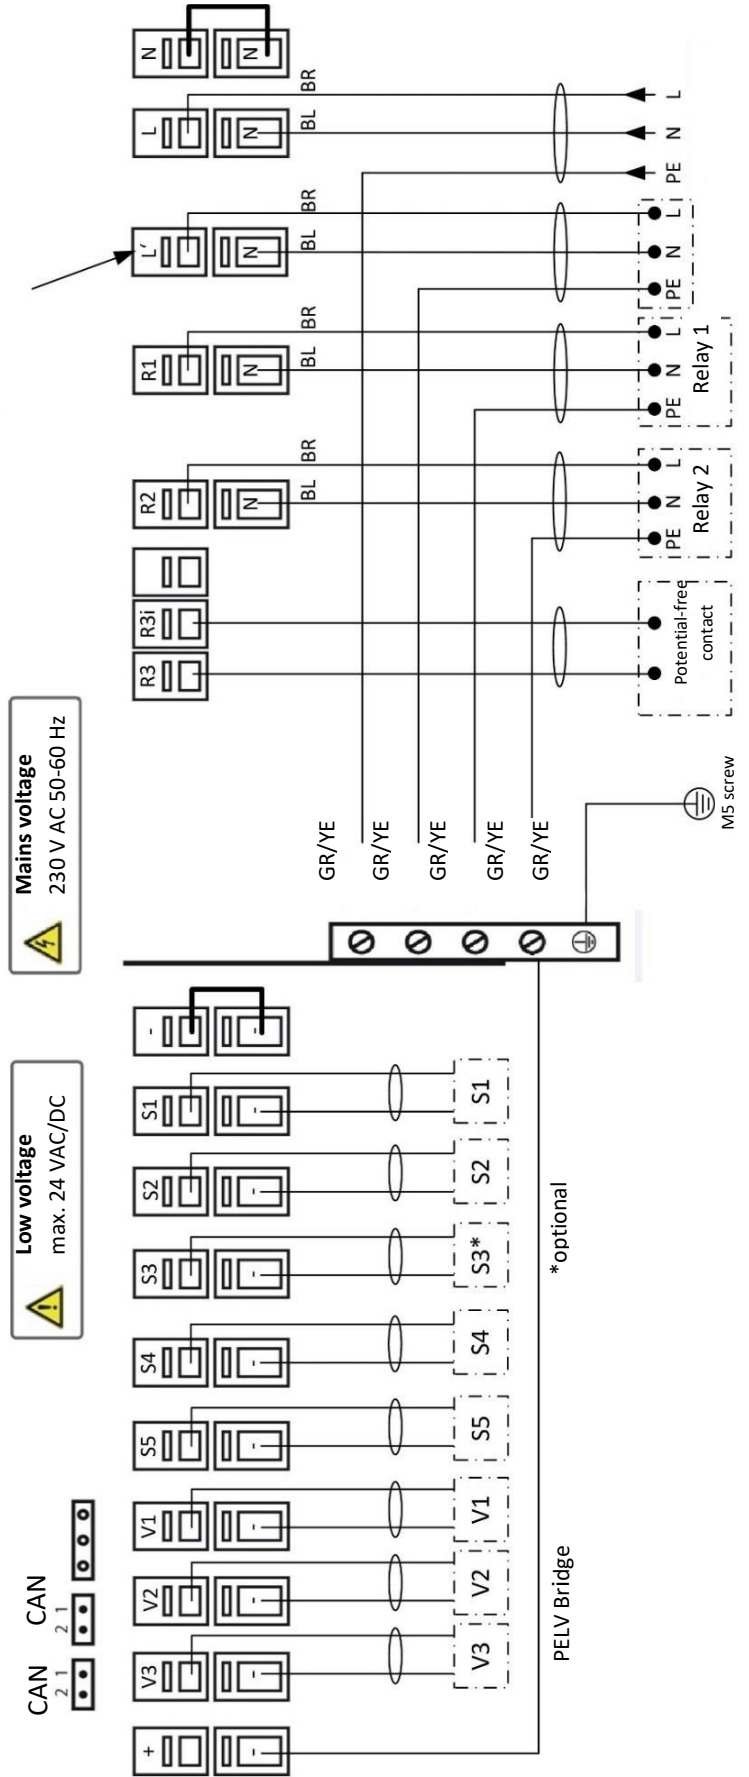 Low voltage
max. 24 VAC/DC
Mains voltage
230 V AC 50-60 Hz
CAN CAN
2 1 2 1
+ V3 V2 V1 S5 S4 S3 S2 S1 - R3 R3i R2 R1 L′ L N
- - - - - - - - - - N N N N N
BL BR BL BR BL BR BL BR
GR/YE
GR/YE
GR/YE
GR/YE
GR/YE
V3 V2 V1 S5 S4 S3* S2 S1
PELV Bridge *optional
PE N L PE N L PE N L PE N L
Potential-free
contact
Relay 2
Relay 1
M5 screw